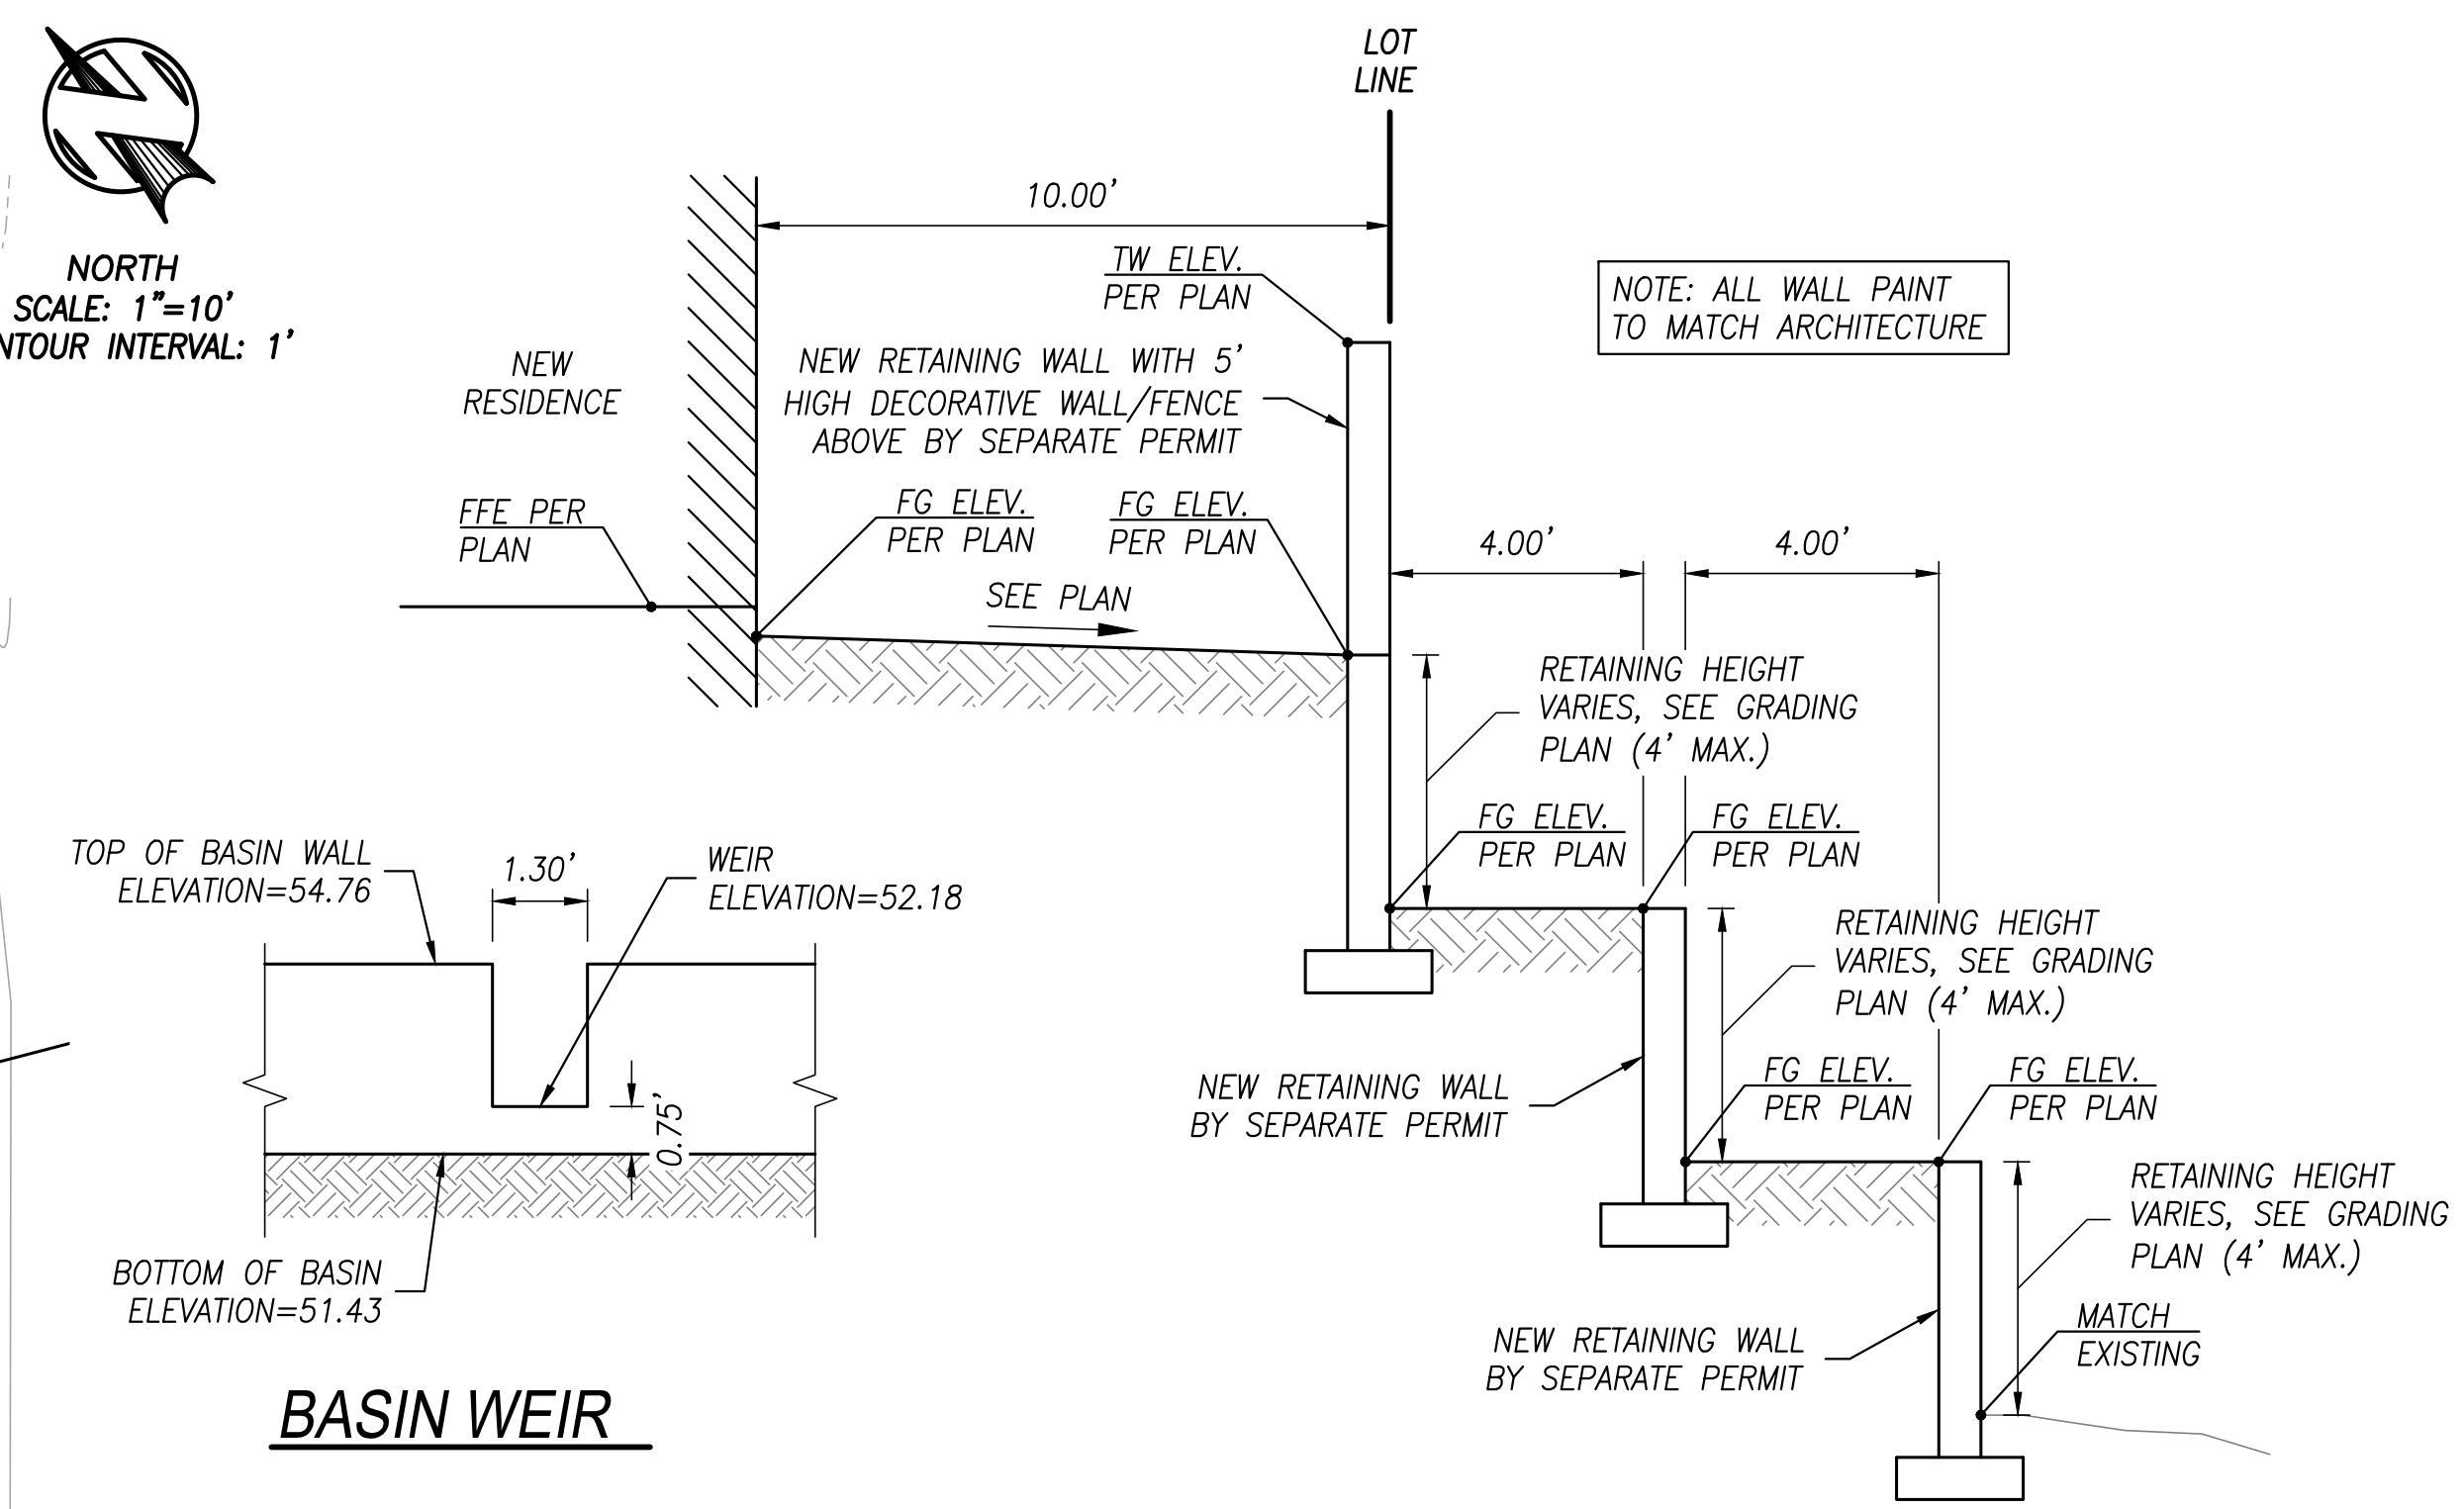 NORTH
SCALE: 1"=10'
NTOUR INTERVAL: 1'
LOT
LINE
10.00'
TW ELEV.
PER PLAN
NOTE: ALL WALL PAINT
TO MATCH ARCHITECTURE
NEW
RESIDENCE
NEW RETAINING WALL WITH 5'
HIGH DECORATIVE WALL/FENCE
ABOVE BY SEPARATE PERMIT
FFE PER
PLAN
FG ELEV.
PER PLAN
FG ELEV.
PER PLAN
SEE PLAN
4.00'
4.00'
RETAINING HEIGHT
VARIES, SEE GRADING
PLAN (4' MAX.)
FG ELEV.
PER PLAN
FG ELEV.
PER PLAN
RETAINING HEIGHT
VARIES, SEE GRADING
PLAN (4' MAX.)
NEW RETAINING WALL
BY SEPARATE PERMIT
FG ELEV.
PER PLAN
FG ELEV.
PER PLAN
RETAINING HEIGHT
VARIES, SEE GRADING
PLAN (4' MAX.)
NEW RETAINING WALL
BY SEPARATE PERMIT
MATCH
EXISTING
TOP OF BASIN WALL
ELEVATION=54.76
1.30'
WEIR
ELEVATION=52.18
0.75'
BOTTOM OF BASIN
ELEVATION=51.43
BASIN WEIR